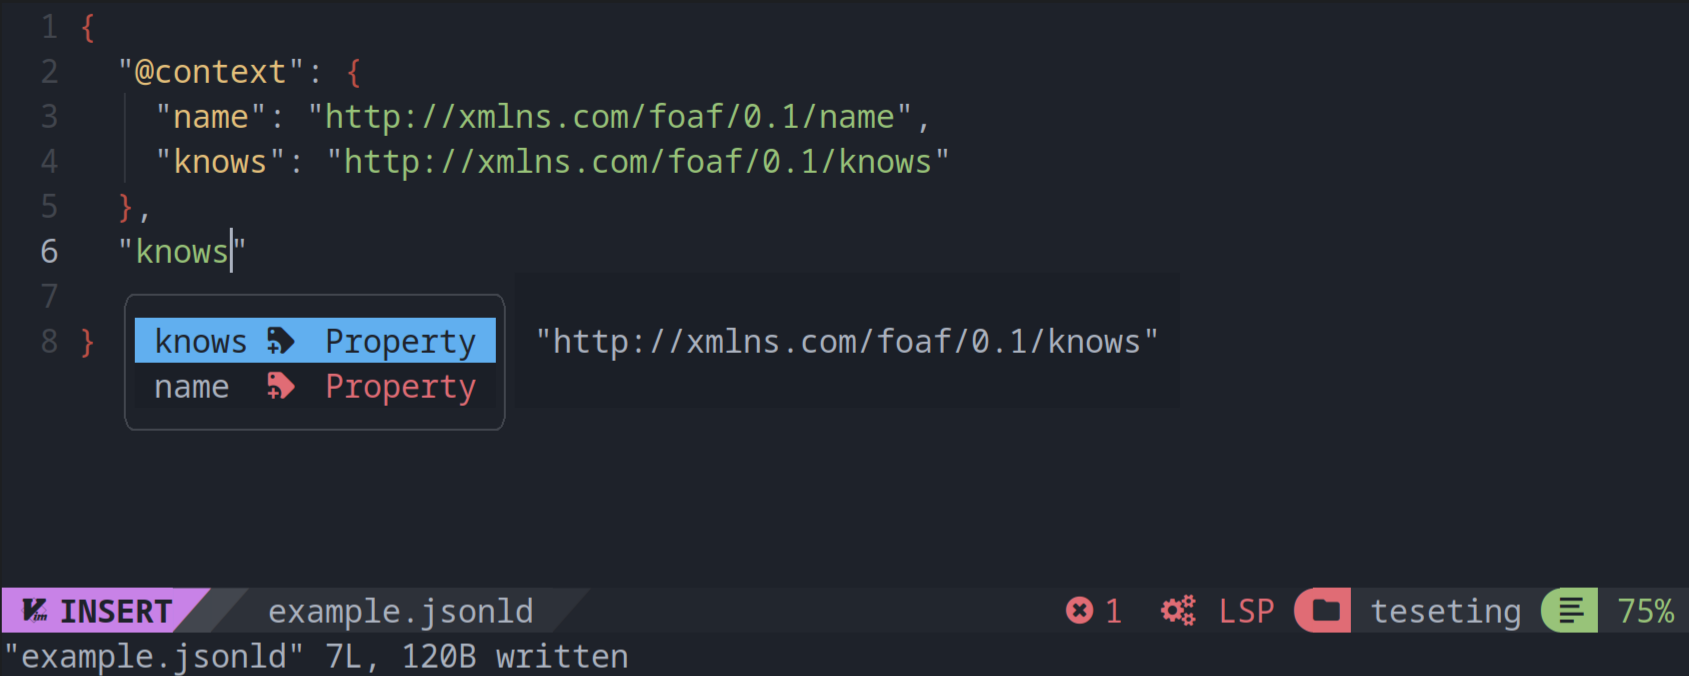 1 {
2   "@context": {
3     "name": "http://xmlns.com/foaf/0.1/name",
4     "knows": "http://xmlns.com/foaf/0.1/knows"
5   },
6   "knows"
7
8 }
knows Property "http://xmlns.com/foaf/0.1/knows"
name Property
INSERT example.jsonld 1 LSP teseting 75%
"example.jsonld" 7L, 120B written